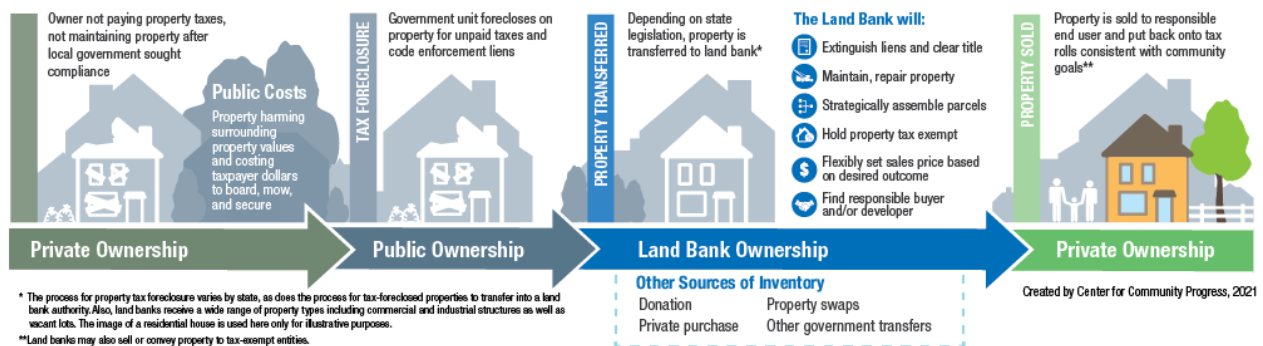 Owner not paying property taxes,
not maintaining property after
local government sought
compliance
Public Costs
Property harming
surrounding
property values
and costing
taxpayer dollars
to board, mow,
and secure
TAX FORECLOSURE
Government unit forecloses on
property for unpaid taxes and
code enforcement liens
PROPERTY TRANSFERRED
Depending on state
legislation, property is
transferred to land bank*
The Land Bank will:
Extinguish liens and clear title
Maintain, repair property
Strategically assemble parcels
Hold property tax exempt
$
Flexibly set sales price based
on desired outcome
Find responsible buyer
and/or developer
PROPERTY SOLD
Property is sold to responsible
end user and put back onto tax
rolls consistent with community
goals**
Private Ownership
Public Ownership
Land Bank Ownership
Private Ownership
Other Sources of Inventory
Donation
Property swaps
Private purchase
Other government transfers
Created by Center for Community Progress, 2021
* The process for property tax foreclosure varies by state, as does the process for tax-foreclosed properties to transfer into a land
bank authority. Also, land banks receive a wide range of property types including commercial and industrial structures as well as
vacant lots. The image of a residential house is used here only for illustrative purposes.
**Land banks may also sell or convey property to tax-exempt entities.